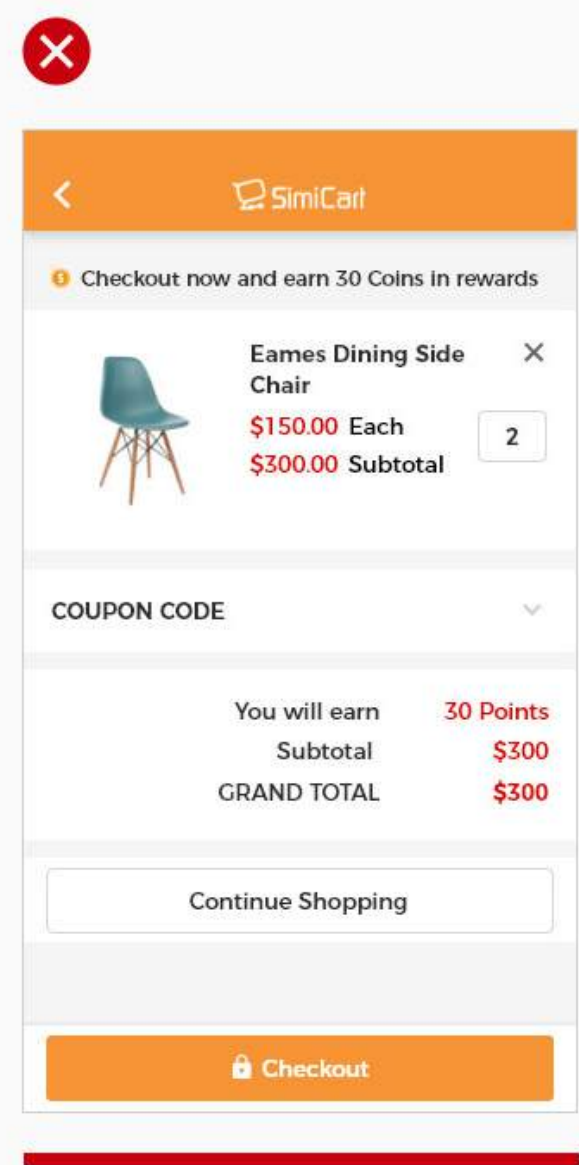 SimiCart
Checkout now and earn 30 Coins in rewards
Eames Dining Side
Chair
$150.00 Each
2
$300.00 Subtotal
COUPON CODE
You will earn 30 Points
Subtotal $300
GRAND TOTAL $300
Continue Shopping
Checkout